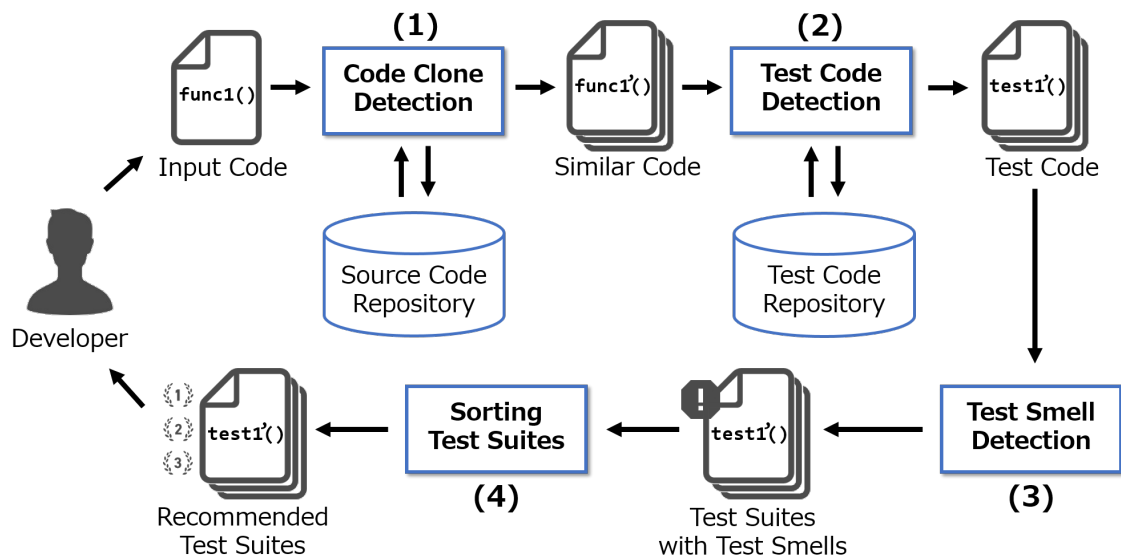 (1)
(2)
func1()
Code Clone
Detection
func1’()
Test Code
Detection
test1’()
Input Code
Similar Code
Test Code
Source Code
Repository
Test Code
Repository
Developer
1
2
3
test1’()
Recommended
Test Suites
Sorting
Test Suites
(4)
!
test1’()
Test Suites
with Test Smells
Test Smell
Detection
(3)